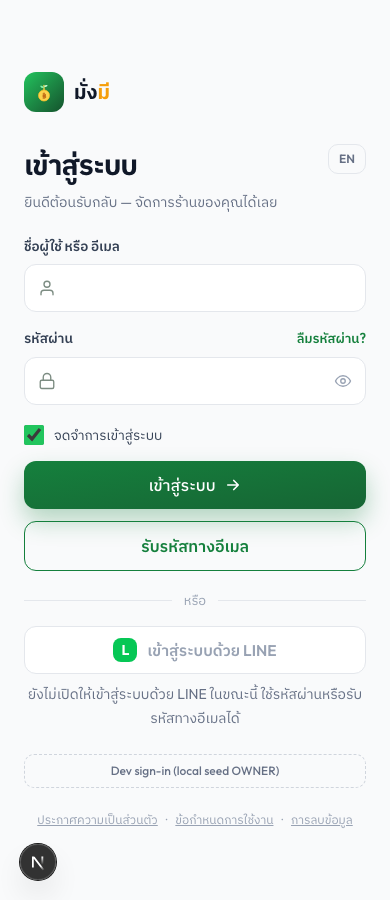 มั่งมี
เข้าสู่ระบบ
EN
ยินดีต้อนรับกลับ — จัดการร้านของคุณได้เลย
ชื่อผู้ใช้ หรือ อีเมล
รหัสผ่าน
ลืมรหัสผ่าน?
จดจำการเข้าสู่ระบบ
เข้าสู่ระบบ →
รับรหัสทางอีเมล
หรือ
L เข้าสู่ระบบด้วย LINE
ยังไม่เปิดให้เข้าสู่ระบบด้วย LINE ในขณะนี้ ใช้รหัสผ่านหรือรับ
รหัสทางอีเมลได้
Dev sign-in (local seed OWNER)
ประกาศความเป็นส่วนตัว · ข้อกำหนดการใช้งาน · การลบข้อมูล
N